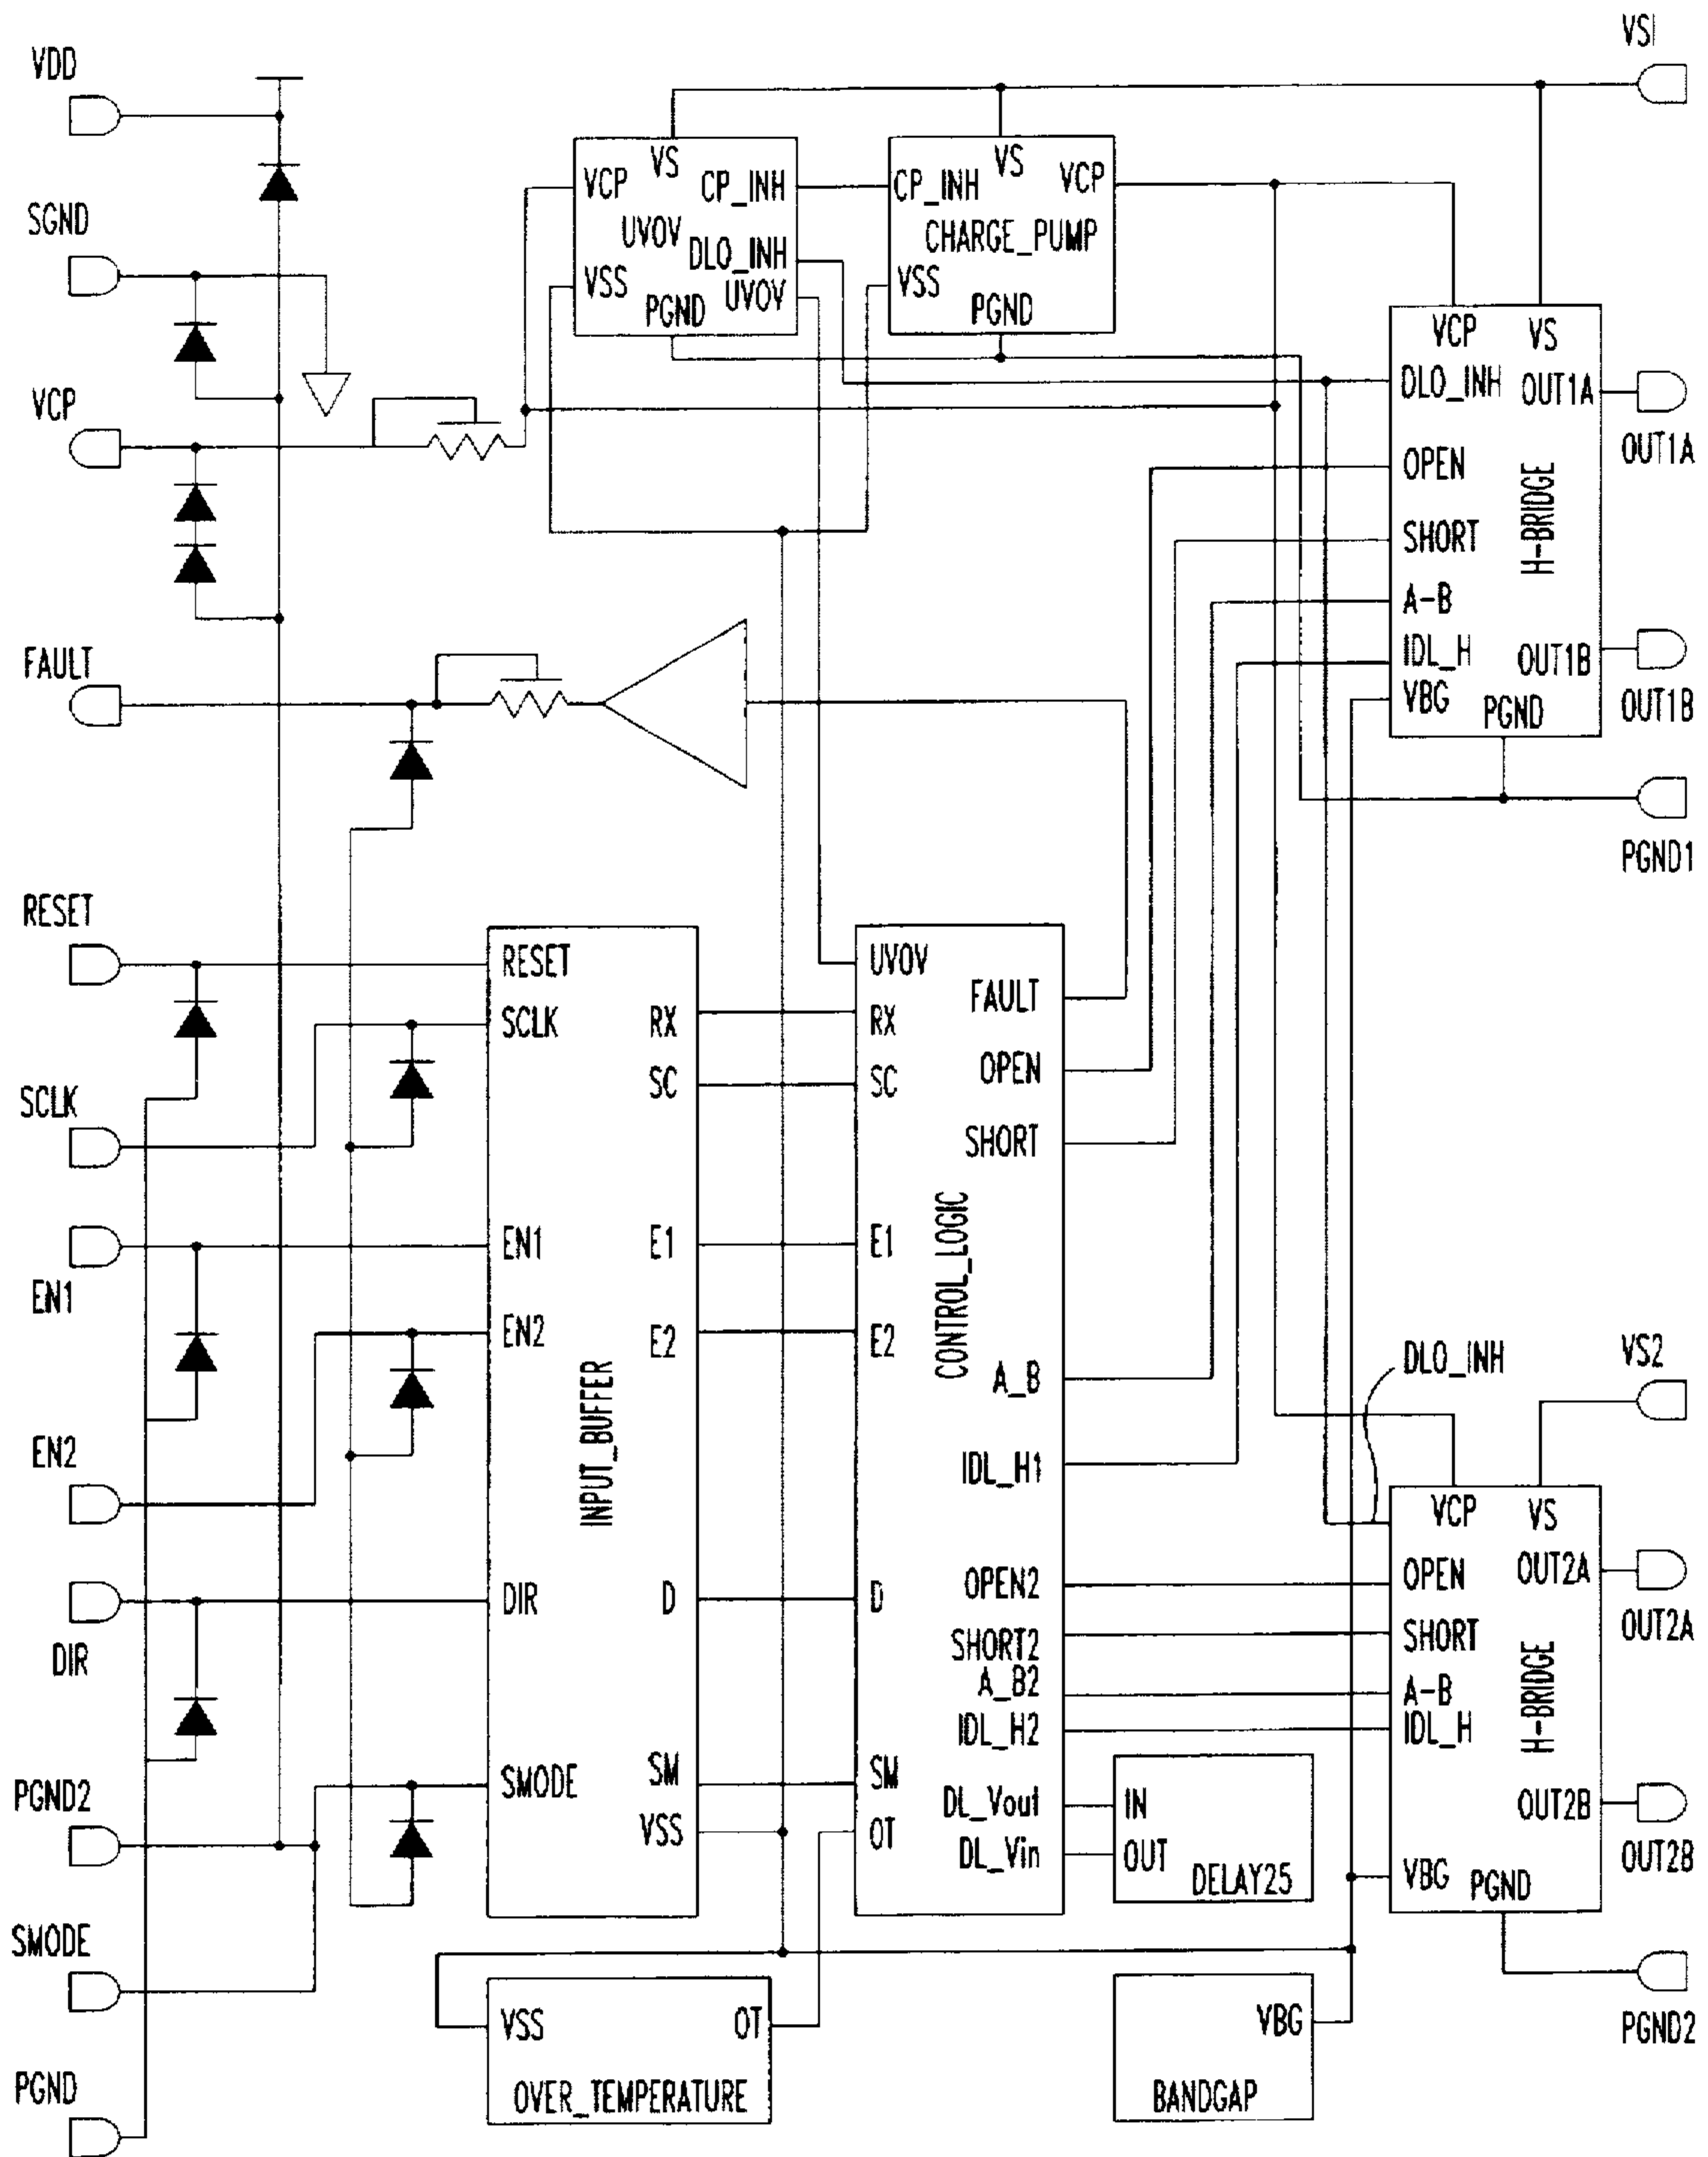 VDD
SGND
VCP
FAULT
RESET
SCLK
EN1
EN2
DIR
PGND2
SMODE
PGND
VS
VCP
CP_INH
UVOV
DLO_INH
VSS
UVOV
PGND
VS
CP_INH
VCP
CHARGE_PUMP
VSS
PGND
VS1
VCP
VS
DLO_INH
OUT1A
OPEN
SHORT
H-BRIDGE
A-B
IDL_H
OUT1B
VBG
PGND
OUT1A
OUT1B
PGND1
RESET
SCLK
RX
SC
EN1
E1
EN2
E2
INPUT_BUFFER
DIR
D
SMODE
SM
VSS
UVOV
FAULT
RX
OPEN
SC
SHORT
CONTROL_LOGIC
E1
E2
A_B
IDL_H1
OPEN2
D
SHORT2
A_B2
IDL_H2
SM
DL_Vout
OT
DL_Vin
IN
OUT
DELAY25
DLO_INH
VS2
VCP
VS
OPEN
OUT2A
SHORT
H-BRIDGE
A-B
IDL_H
OUT2B
VBG
PGND
OUT2A
OUT2B
PGND2
VSS
OT
OVER_TEMPERATURE
VBG
BANDGAP